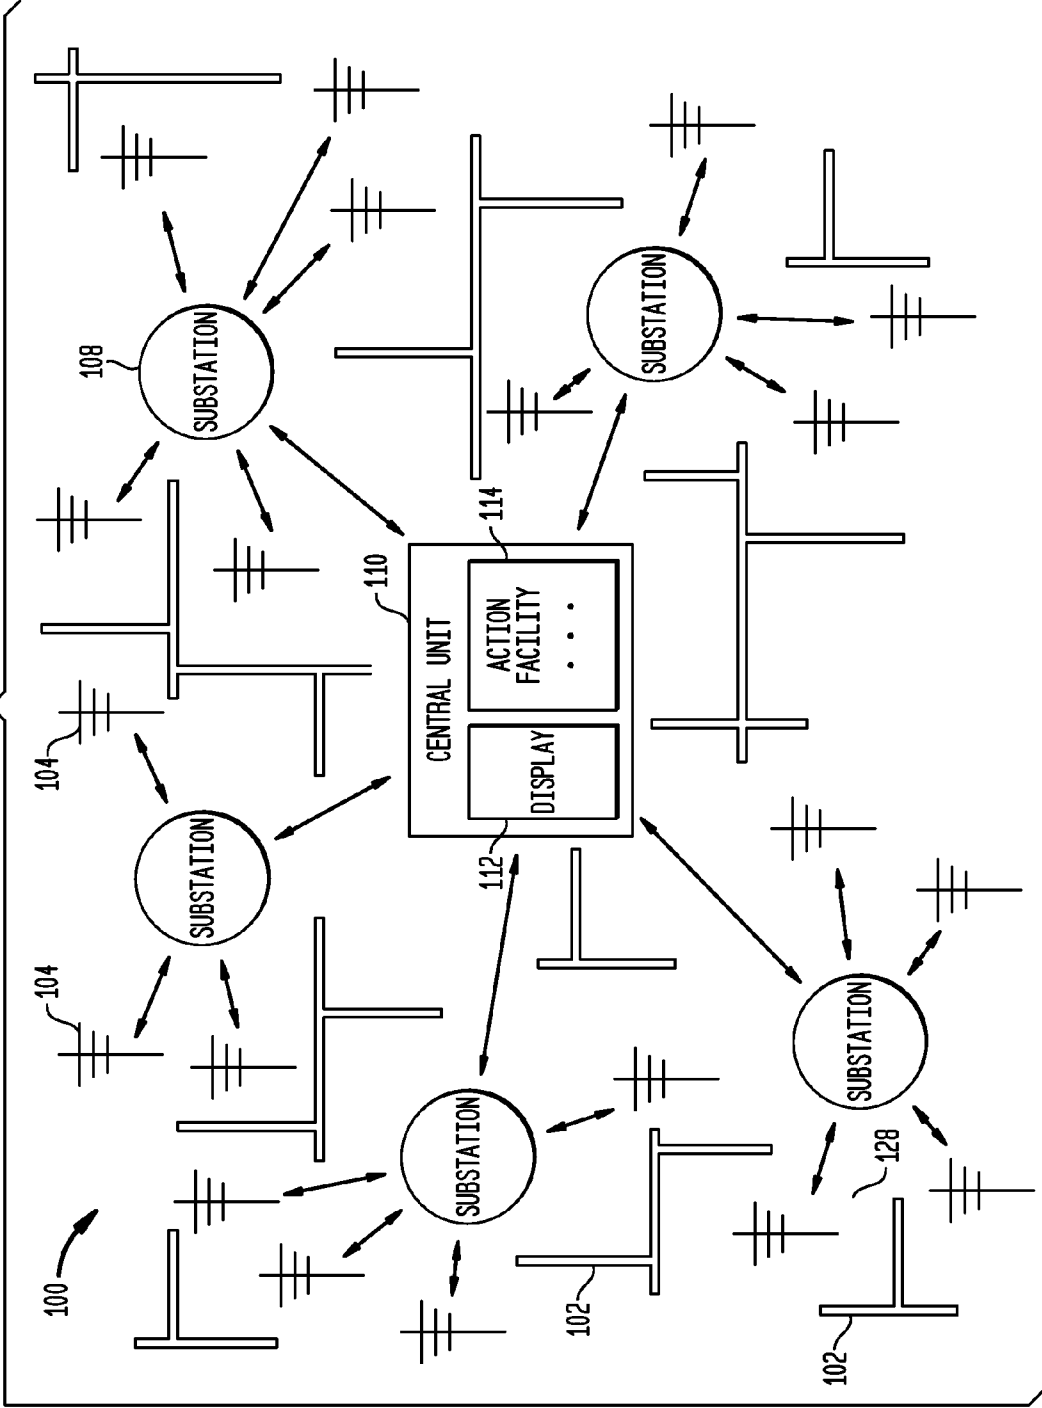 100
104
104
108
SUBSTATION
SUBSTATION
110
CENTRAL UNIT
SUBSTATION
112
114
DISPLAY
ACTION
FACILITY
. . .
102
SUBSTATION
102
SUBSTATION
128